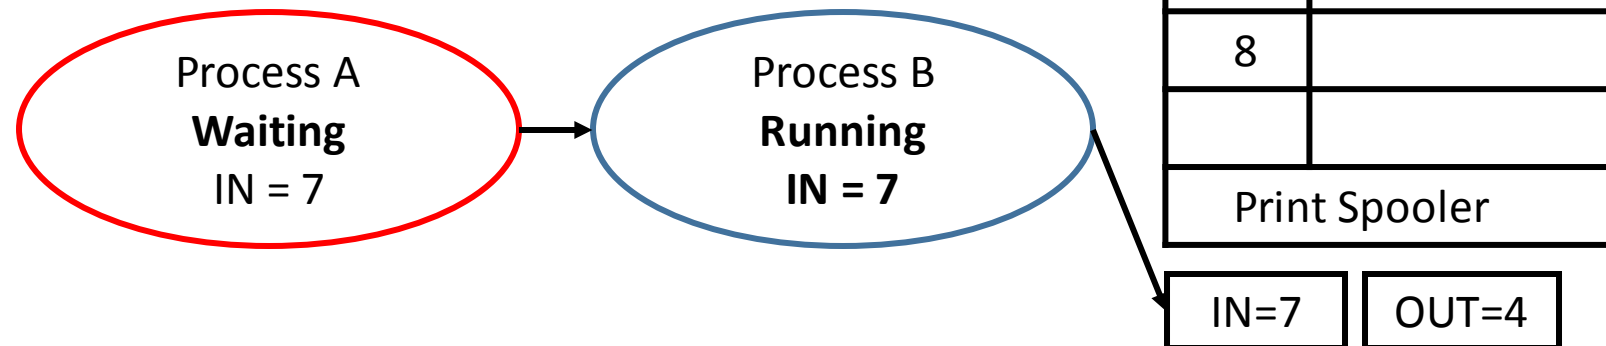 Process A
Waiting
IN = 7
Process B
Running
IN = 7
8
Print Spooler
IN=7
OUT=4